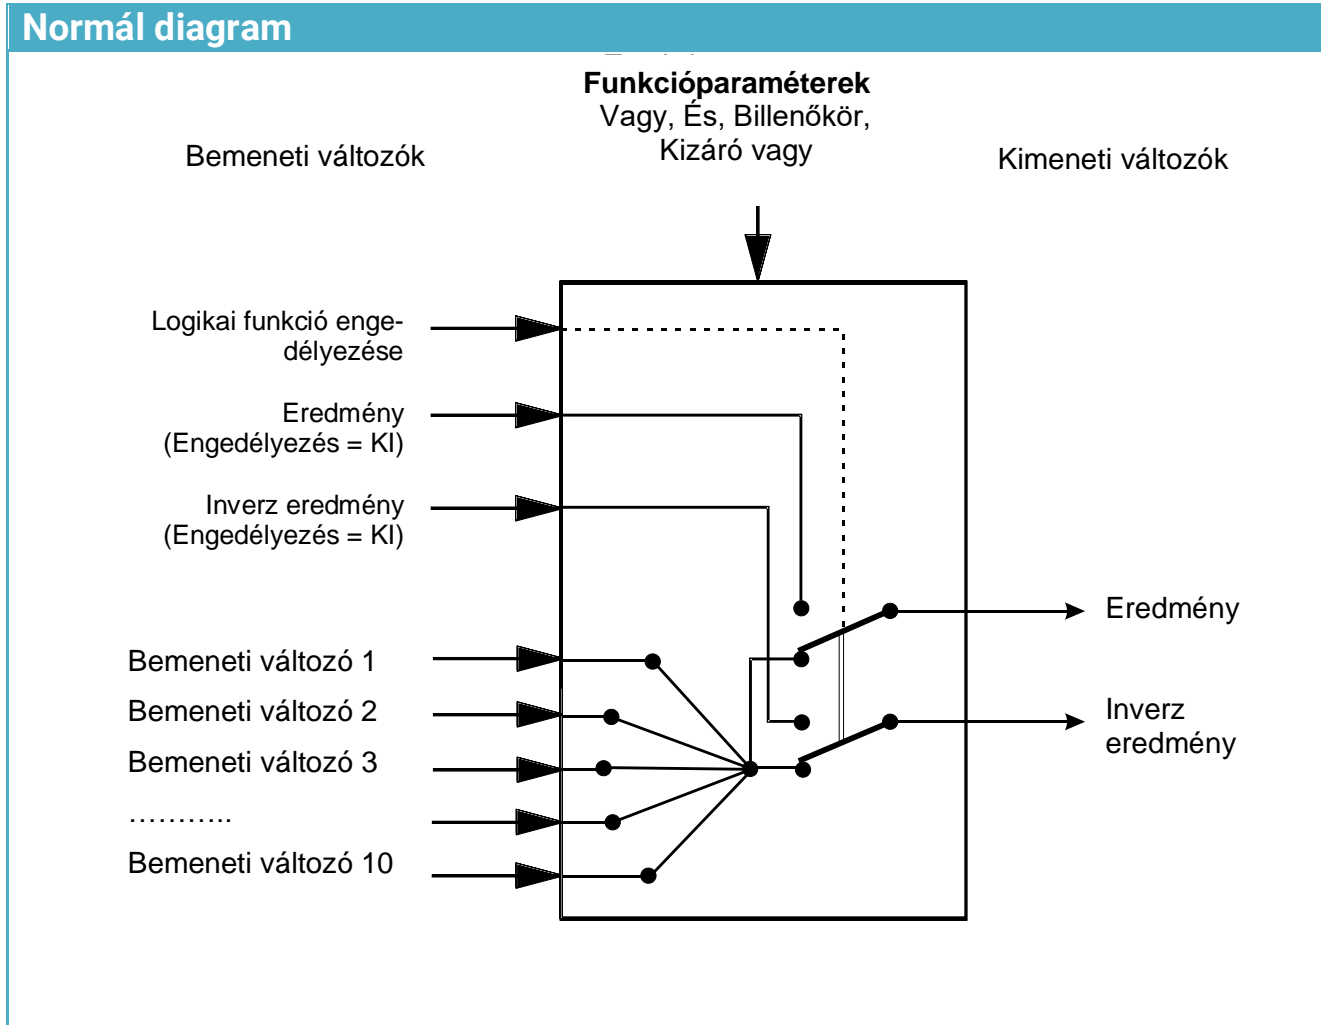 Normál diagram
Funkcióparaméterek
Vagy, És, Billenőkör,
Kizáró vagy
Bemeneti változók
Kimeneti változók
Logikai funkció enge-
délyezése
Eredmény
(Engedélyezés = KI)
Inverz eredmény
(Engedélyezés = KI)
Bemeneti változó 1
Bemeneti változó 2
Bemeneti változó 3
………..
Bemeneti változó 10
Eredmény
Inverz
eredmény